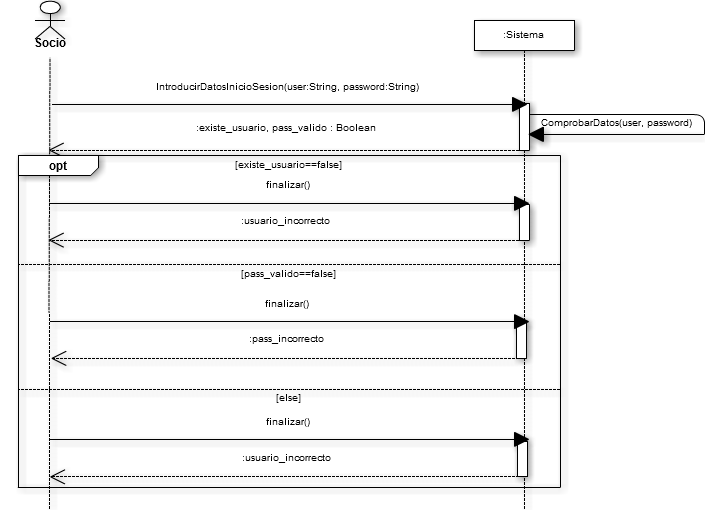 Socio
:Sistema
IntroducirDatosInicioSesion(user:String, password:String)
ComprobarDatos(user, password)
:existe_usuario, pass_valido : Boolean
opt
[existe_usuario==false]
finalizar()
:usuario_incorrecto
[pass_valido==false]
finalizar()
:pass_incorrecto
[else]
finalizar()
:usuario_incorrecto